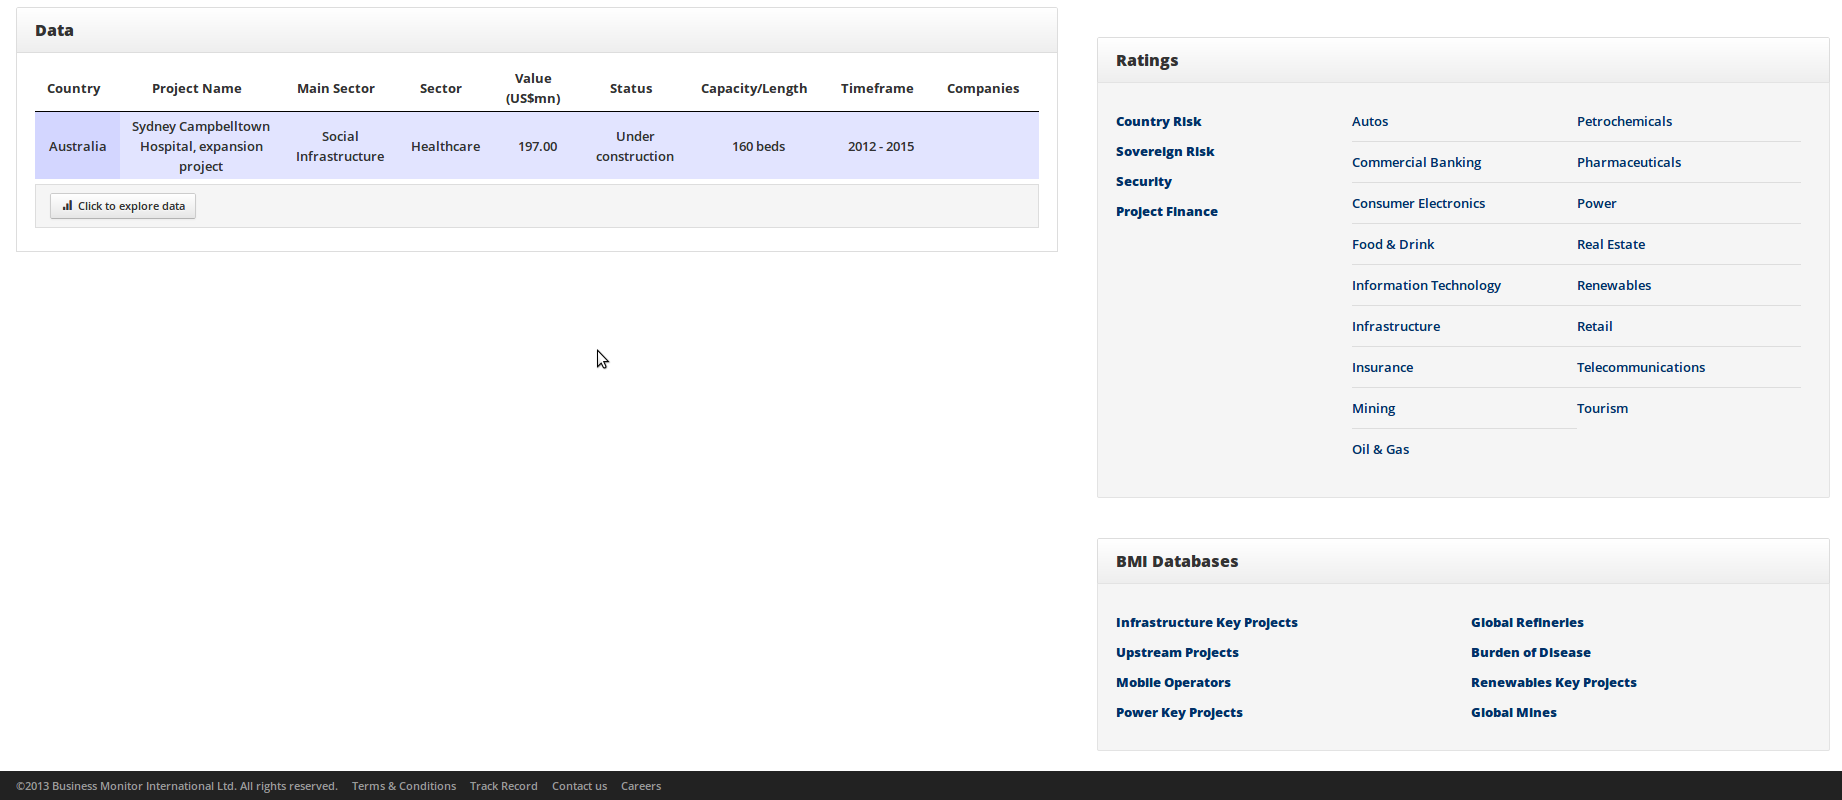 Data
Country Project Name Main Sector Sector Value (US$mn) Status Capacity/Length Timeframe Companies
Australia Sydney Campbelltown Hospital, expansion project Social Infrastructure Healthcare 197.00 Under construction 160 beds 2012 - 2015
Click to explore data
Ratings
Country Risk
Sovereign Risk
Security
Project Finance
Autos Petrochemicals
Commercial Banking Pharmaceuticals
Consumer Electronics Power
Food & Drink Real Estate
Information Technology Renewables
Infrastructure Retail
Insurance Telecommunications
Mining Tourism
Oil & Gas
BMI Databases
Infrastructure Key Projects Global Refineries
Upstream Projects Burden of Disease
Mobile Operators Renewables Key Projects
Power Key Projects Global Mines
©2013 Business Monitor International Ltd. All rights reserved. Terms & Conditions Track Record Contact us Careers